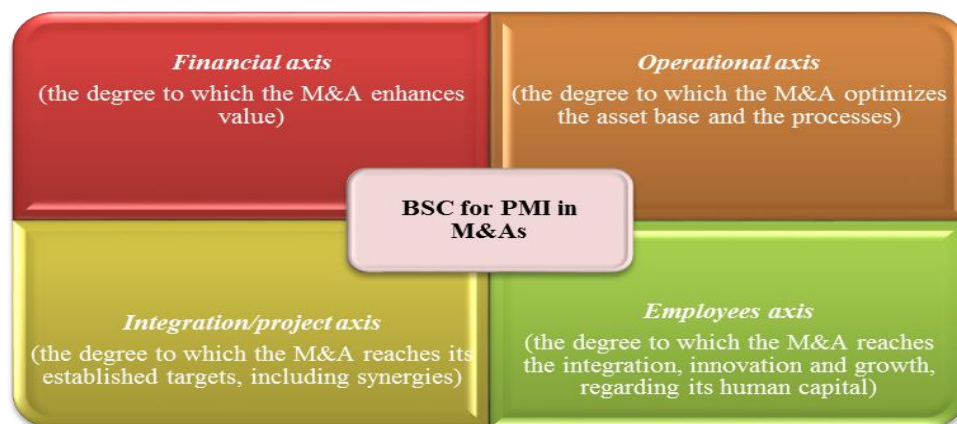 Financial axis
(the degree to which the M&A enhances
value)
Operational axis
(the degree to which the M&A optimizes
the asset base and the processes)
BSC for PMI in
M&As
Integration/project axis
(the degree to which the M&A reaches its
established targets, including synergies)
Employees axis
(the degree to which the M&A reaches
the integration, innovation and growth,
regarding its human capital)